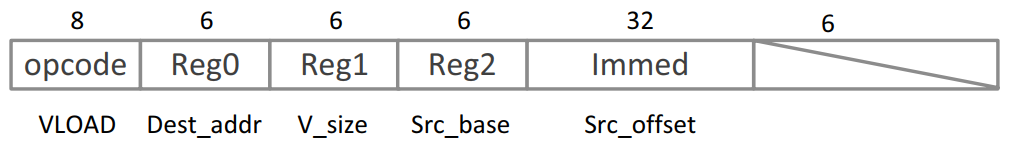 8 6 6 6 32 6
opcode Reg0 Reg1 Reg2 Immed
VLOAD Dest_addr V_size Src_base Src_offset